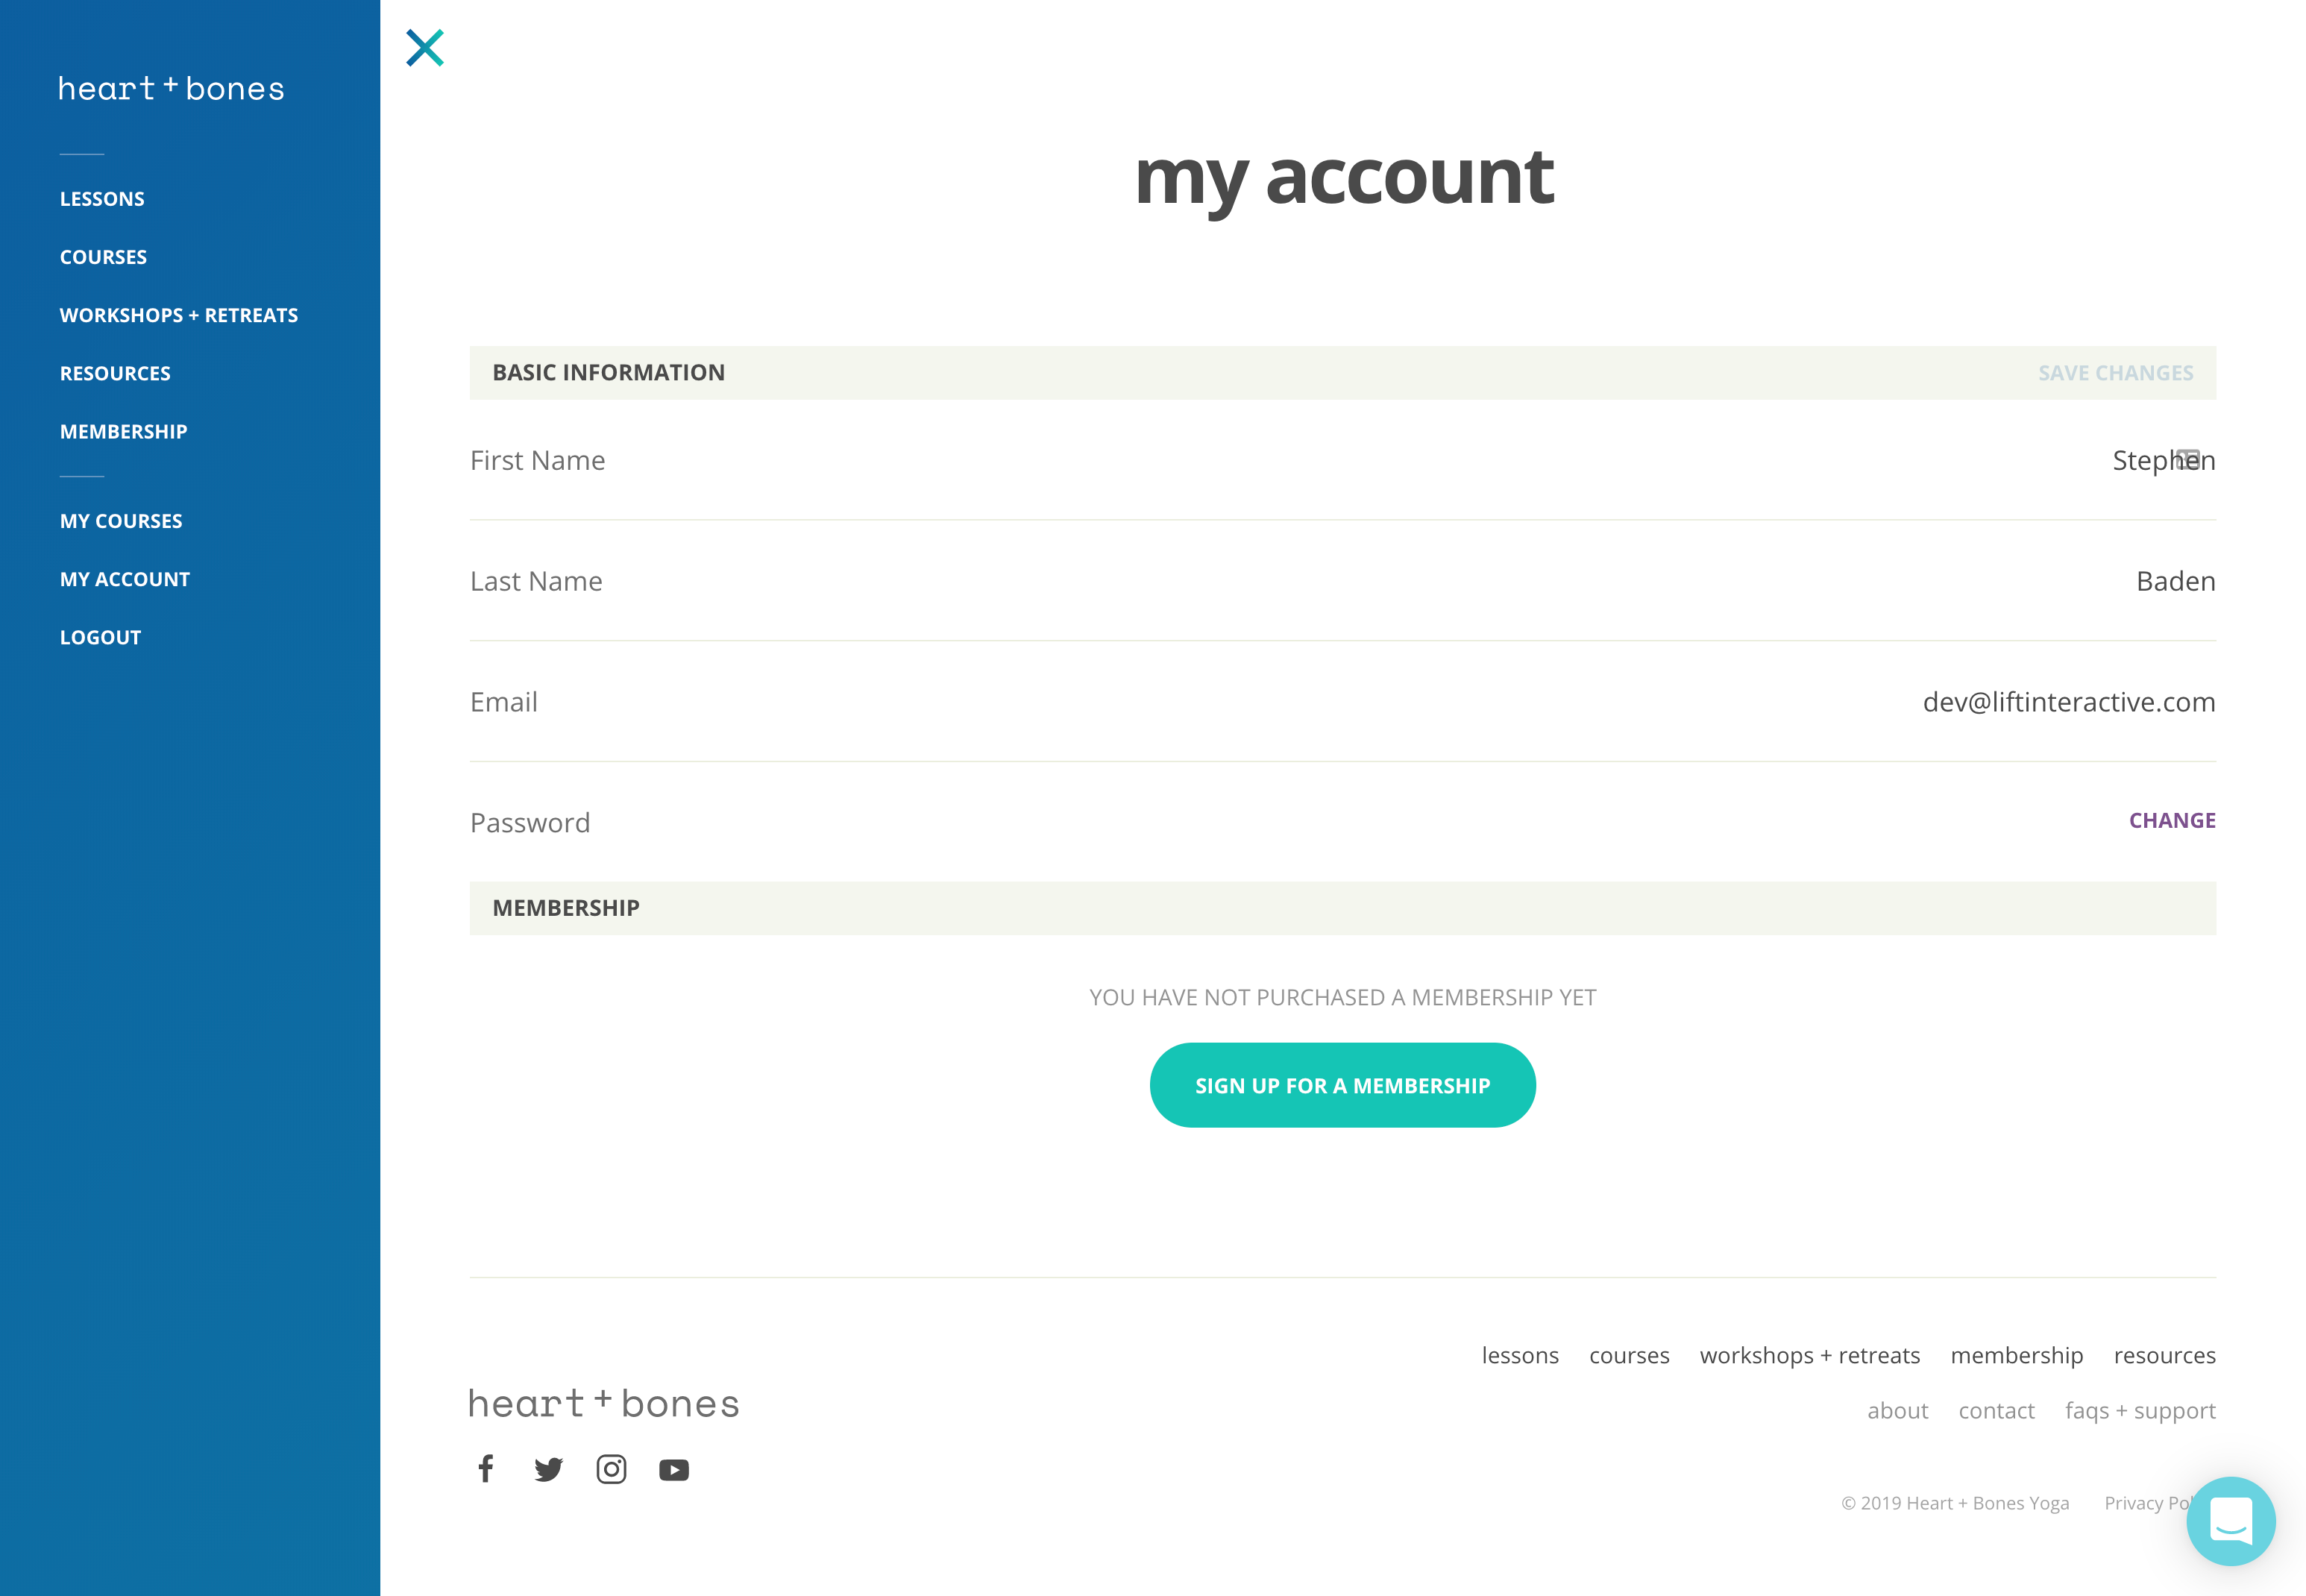 heart + bones
LESSONS
COURSES
WORKSHOPS + RETREATS
RESOURCES
MEMBERSHIP
MY COURSES
MY ACCOUNT
LOGOUT
my account
BASIC INFORMATION SAVE CHANGES
First Name Stephen
Last Name Baden
Email dev@liftinteractive.com
Password CHANGE
MEMBERSHIP
YOU HAVE NOT PURCHASED A MEMBERSHIP YET
SIGN UP FOR A MEMBERSHIP
lessons courses workshops + retreats membership resources
heart + bones
about contact faqs + support
© 2019 Heart + Bones Yoga Privacy